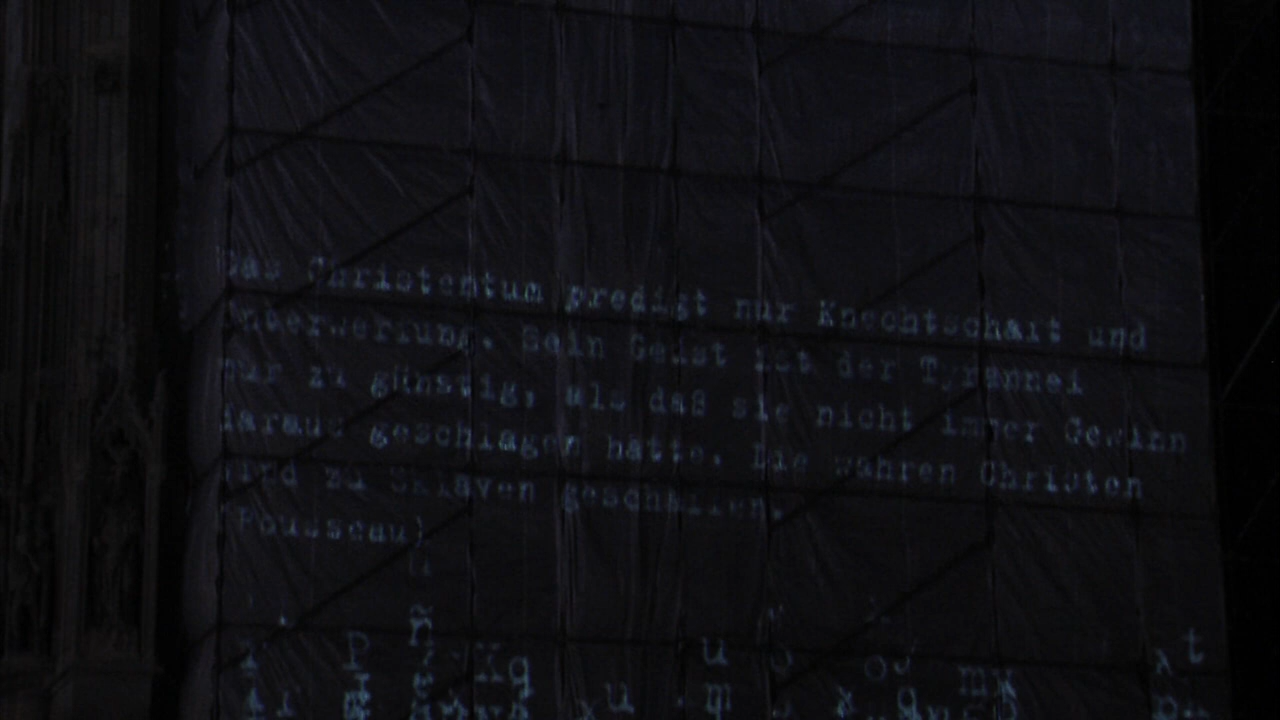 Das Christentum predigt nur Knechtschaft und
Unterwerfung. Sein Geist ist der Tyrannei
nur zu günstig, als daß sie nicht immer Gewinn
daraus geschlagen hätte. Die wahren Christen
sind zu Sklaven geschaffen.
(Rousseau)